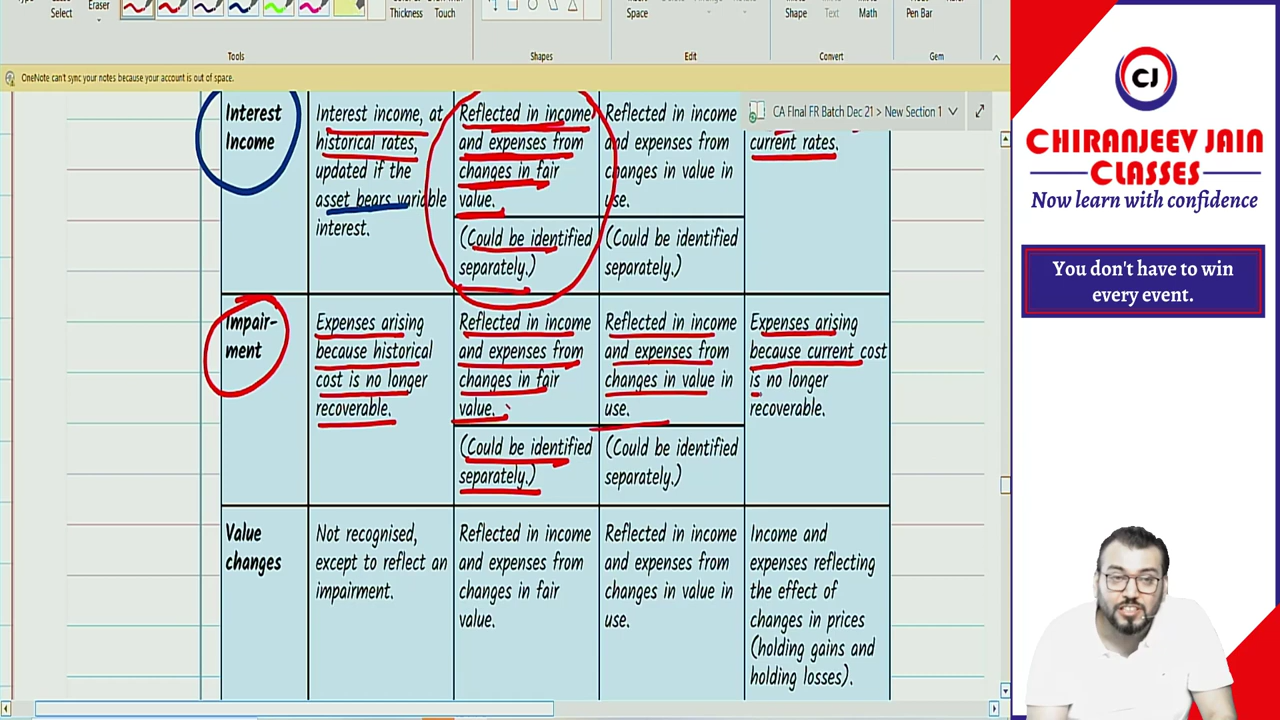 Select
Eraser
Thickness
Touch
Space
Shape
Text
Math
Pen Bar
Tools
Shapes
Edit
Convert
Gem
OneNote can't sync your notes because your account is out of space.
CA FInal FR Batch Dec 21 > New Section 1
Interest
Income
Interest income, at
historical rates,
updated if the
asset bears variable
interest.
Reflected in income
and expenses from
changes in fair
value.
(Could be identified
separately.)
Reflected in income
and expenses from
changes in value in
use.
(Could be identified
separately.)
current rates.
Impair-
ment
Expenses arising
because historical
cost is no longer
recoverable.
Reflected in income
and expenses from
changes in fair
value.
(Could be identified
separately.)
Reflected in income
and expenses from
changes in value in
use.
(Could be identified
separately.)
Expenses arising
because current cost
is no longer
recoverable.
Value
changes
Not recognised,
except to reflect an
impairment.
Reflected in income
and expenses from
changes in fair
value.
Reflected in income
and expenses from
changes in value in
use.
Income and
expenses reflecting
the effect of
changes in prices
(holding gains and
holding losses).
CJ
CHIRANJEEV JAIN
CLASSES
Now learn with confidence
You don't have to win
every event.